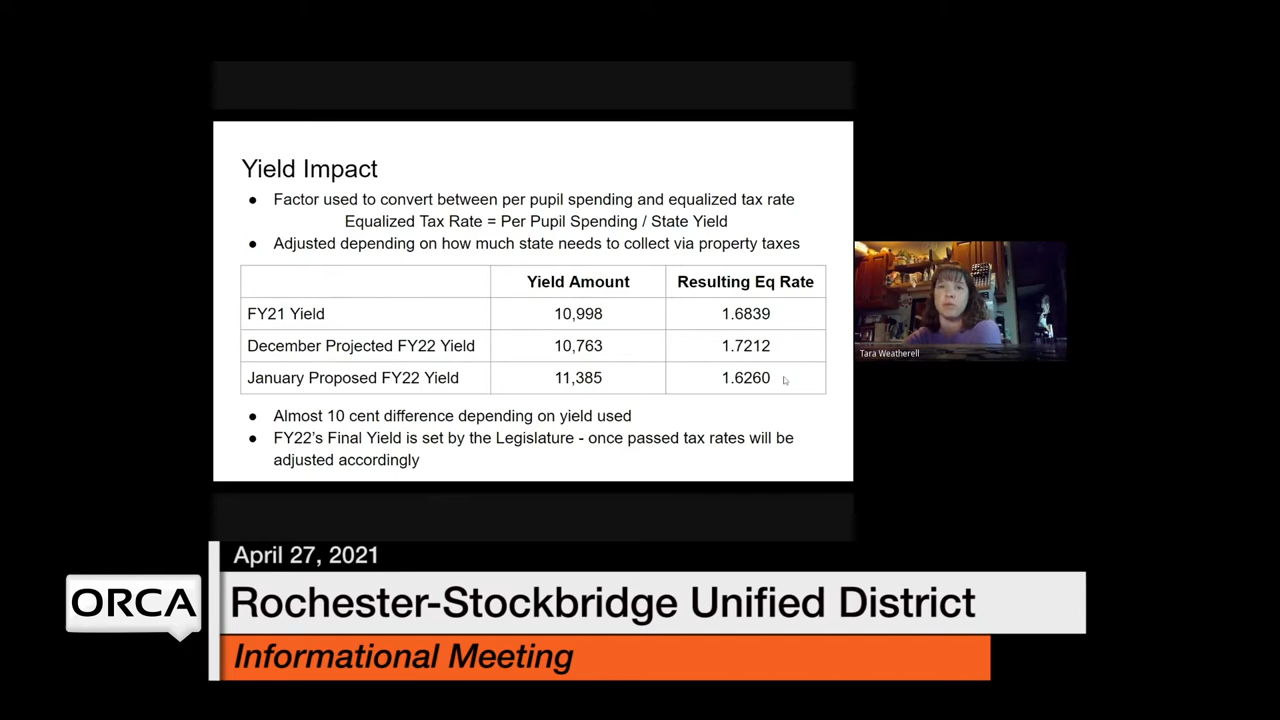 Yield Impact
● Factor used to convert between per pupil spending and equalized tax rate
Equalized Tax Rate = Per Pupil Spending / State Yield
● Adjusted depending on how much state needs to collect via property taxes
Yield Amount Resulting Eq Rate
FY21 Yield 10,998 1.6839
December Projected FY22 Yield 10,763 1.7212
January Proposed FY22 Yield 11,385 1.6260
● Almost 10 cent difference depending on yield used
● FY22's Final Yield is set by the Legislature - once passed tax rates will be
adjusted accordingly
Tara Weatherell
April 27, 2021
ORCA
Rochester-Stockbridge Unified District
Informational Meeting